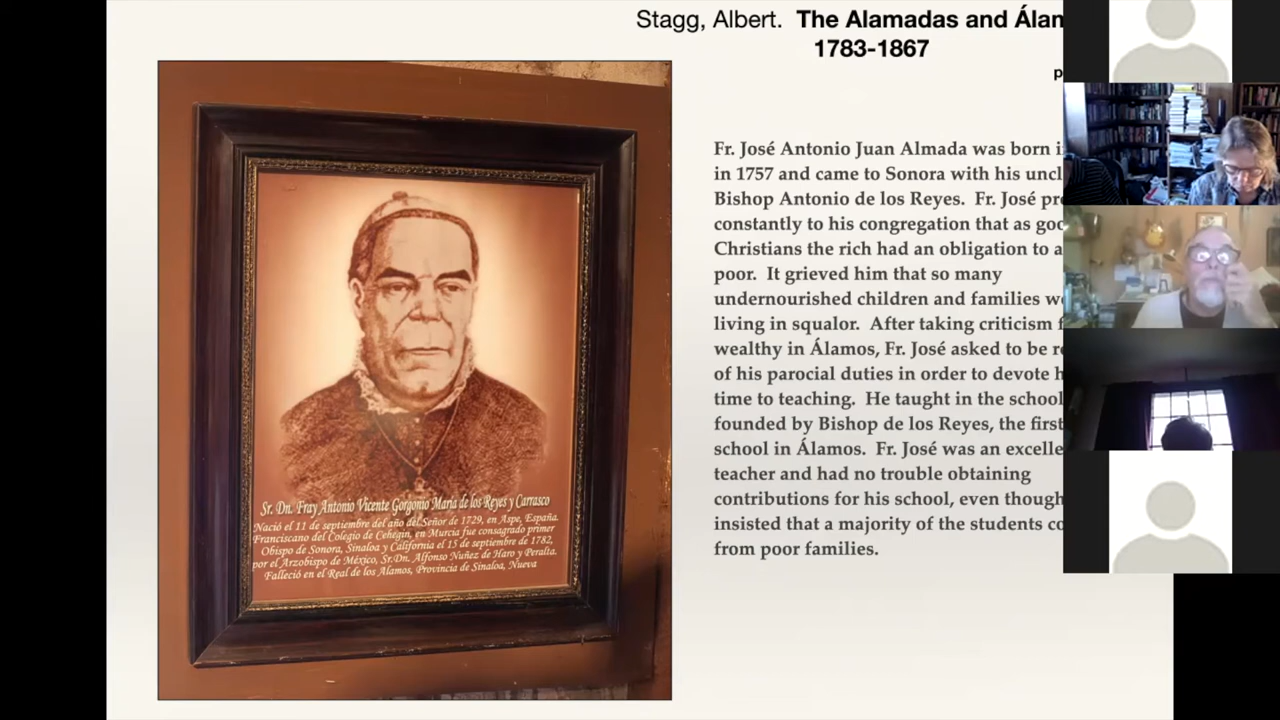 Stagg, Albert. The Alamadas and
1783-1867
Fr. José Antonio Juan Almada was born
in 1757 and came to Sonora with his
Bishop Antonio de los Reyes. Fr. José
constantly to his congregation that as
Christians the rich had an obligation to
poor. It grieved him that so many
undernourished children and families
living in squalor. After taking criticism
wealthy in Álamos, Fr. José asked to be
of his parocial duties in order to devote
time to teaching. He taught in the school
founded by Bishop de los Reyes, the first
school in Álamos. Fr. José was an
teacher and had no trouble obtaining
contributions for his school, even though
insisted that a majority of the students
from poor families.
Sr. Dn. Fray Antonio Vicente Gorgonio María de los Reyes y Carrasco
Nació el 11 de septiembre del año del Señor de 1729, en Aspe, España.
Franciscano del Colegio de Cehegín, en Murcia fue consagrado primer
Obispo de Sonora, Sinaloa y California el 15 de septiembre de 1782,
por el Arzobispo de México, Sr. Dn. Alfonso Nuñez de Haro y Peralta.
Falleció en el Real de los Alamos, Provincia de Sinaloa, Nueva